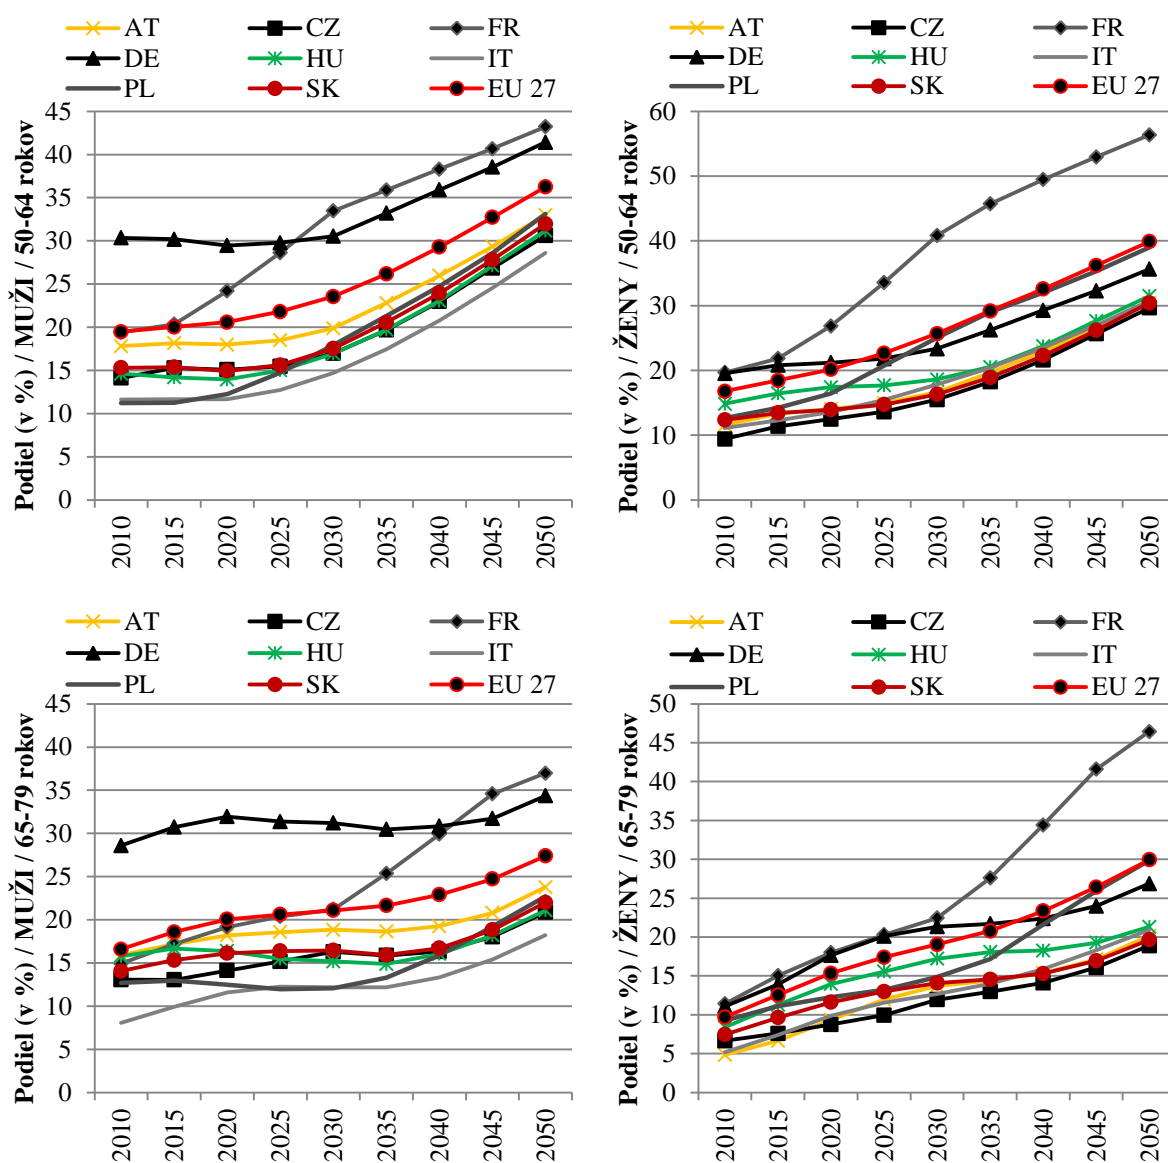 AT CZ FR
DE HU IT
PL SK EU 27
Podiel (v %) / MUŽI / 50-64 rokov
45
40
35
30
25
20
15
10
5
0
2010 2015 2020 2025 2030 2035 2040 2045 2050
AT CZ FR
DE HU IT
PL SK EU 27
Podiel (v %) / ŽENY / 50-64 rokov
60
50
40
30
20
10
0
2010 2015 2020 2025 2030 2035 2040 2045 2050
AT CZ FR
DE HU IT
PL SK EU 27
Podiel (v %) / MUŽI / 65-79 rokov
45
40
35
30
25
20
15
10
5
0
2010 2015 2020 2025 2030 2035 2040 2045 2050
AT CZ FR
DE HU IT
PL SK EU 27
Podiel (v %) / ŽENY / 65-79 rokov
50
45
40
35
30
25
20
15
10
5
0
2010 2015 2020 2025 2030 2035 2040 2045 2050